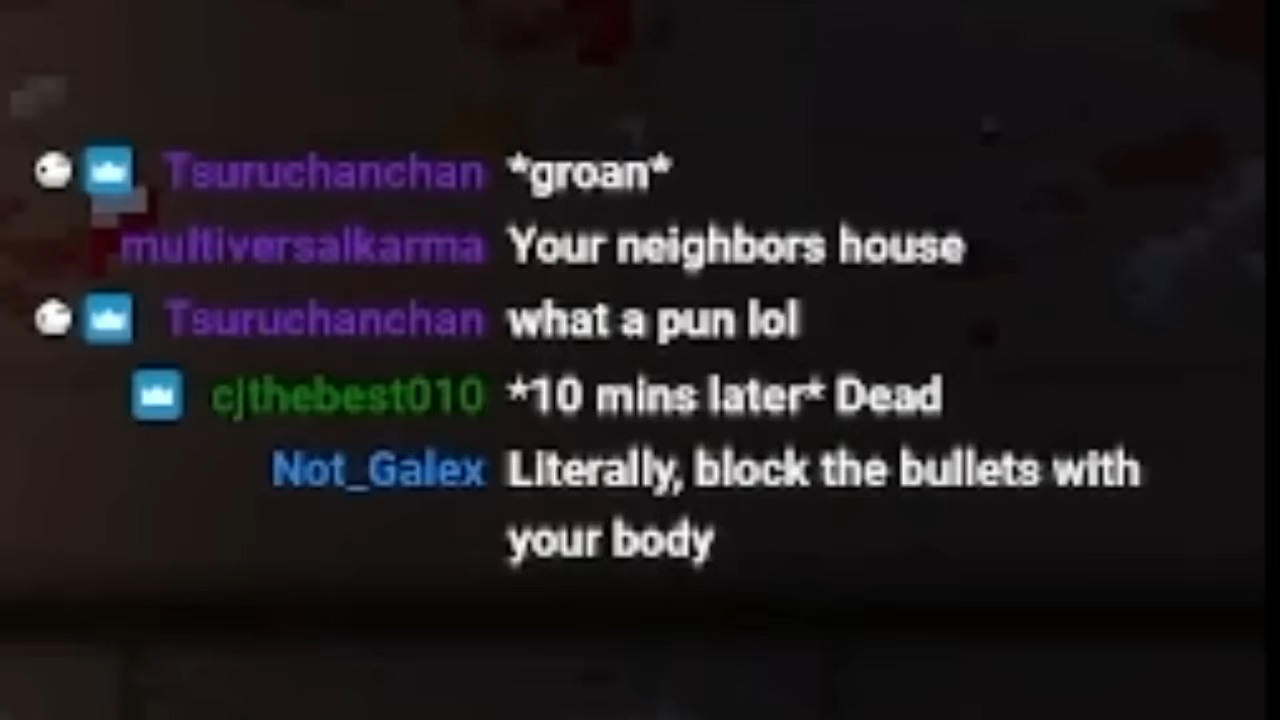 Tsuruchanchan *groan*
multiversalkarma Your neighbors house
Tsuruchanchan what a pun lol
cjthebest010 *10 mins later* Dead
Not_Galex Literally, block the bullets with
your body